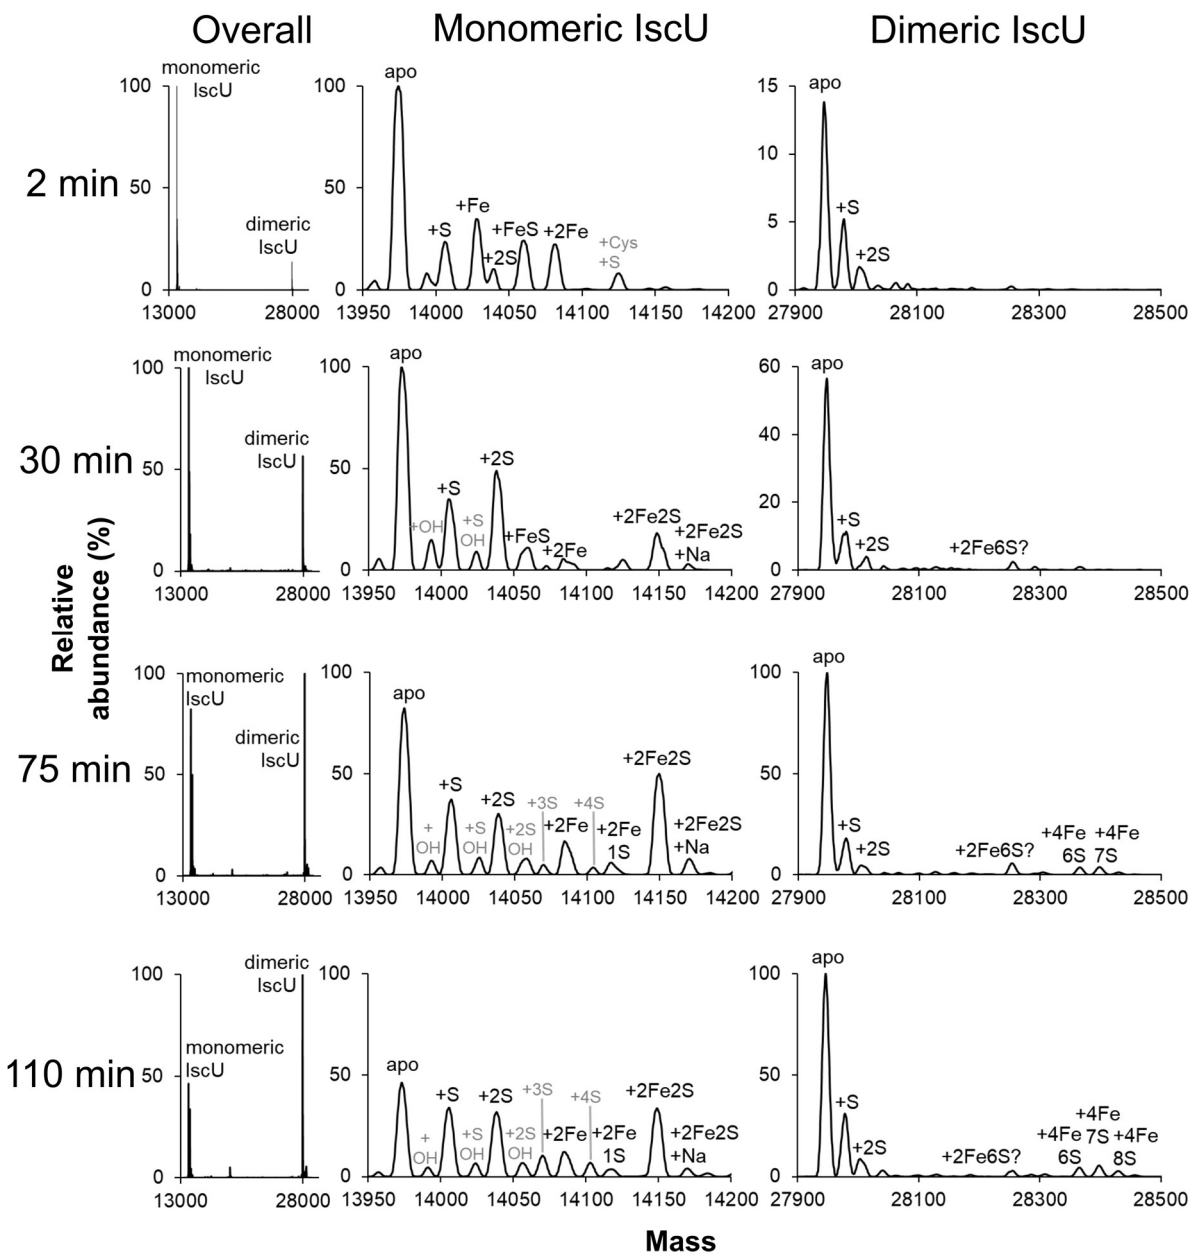 Overall
Monomeric IscU
Dimeric IscU
2 min
100
50
0
13000 28000
monomeric
IscU
dimeric
IscU
100
50
0
13950 14000 14050 14100 14150 14200
apo
+S
+Fe
+2S
+FeS
+2Fe
+Cys
+S
15
10
5
0
27900 28100 28300 28500
apo
+S
+2S
30 min
100
50
0
13000 28000
monomeric
IscU
dimeric
IscU
100
50
0
13950 14000 14050 14100 14150 14200
apo
+OH
+S
+S
OH
+2S
+FeS
+2Fe
+2Fe2S
+2Fe2S
+Na
60
40
20
0
27900 28100 28300 28500
apo
+S
+2S
+2Fe6S?
Relative
abundance (%)
75 min
100
50
0
13000 28000
monomeric
IscU
dimeric
IscU
100
50
0
13950 14000 14050 14100 14150 14200
apo
+
OH
+S
+S
OH
+2S
+2S
OH
+3S
+2Fe
+4S
+2Fe
1S
+2Fe2S
+2Fe2S
+Na
100
50
0
27900 28100 28300 28500
apo
+S
+2S
+2Fe6S?
+4Fe
6S
+4Fe
7S
110 min
100
50
0
13000 28000
monomeric
IscU
dimeric
IscU
100
50
0
13950 14000 14050 14100 14150 14200
apo
+
OH
+S
+S
OH
+2S
+2S
OH
+3S
+2Fe
+4S
+2Fe
1S
+2Fe2S
+2Fe2S
+Na
100
50
0
27900 28100 28300 28500
apo
+S
+2S
+2Fe6S?
+4Fe
6S
+4Fe
7S
+4Fe
8S
Mass